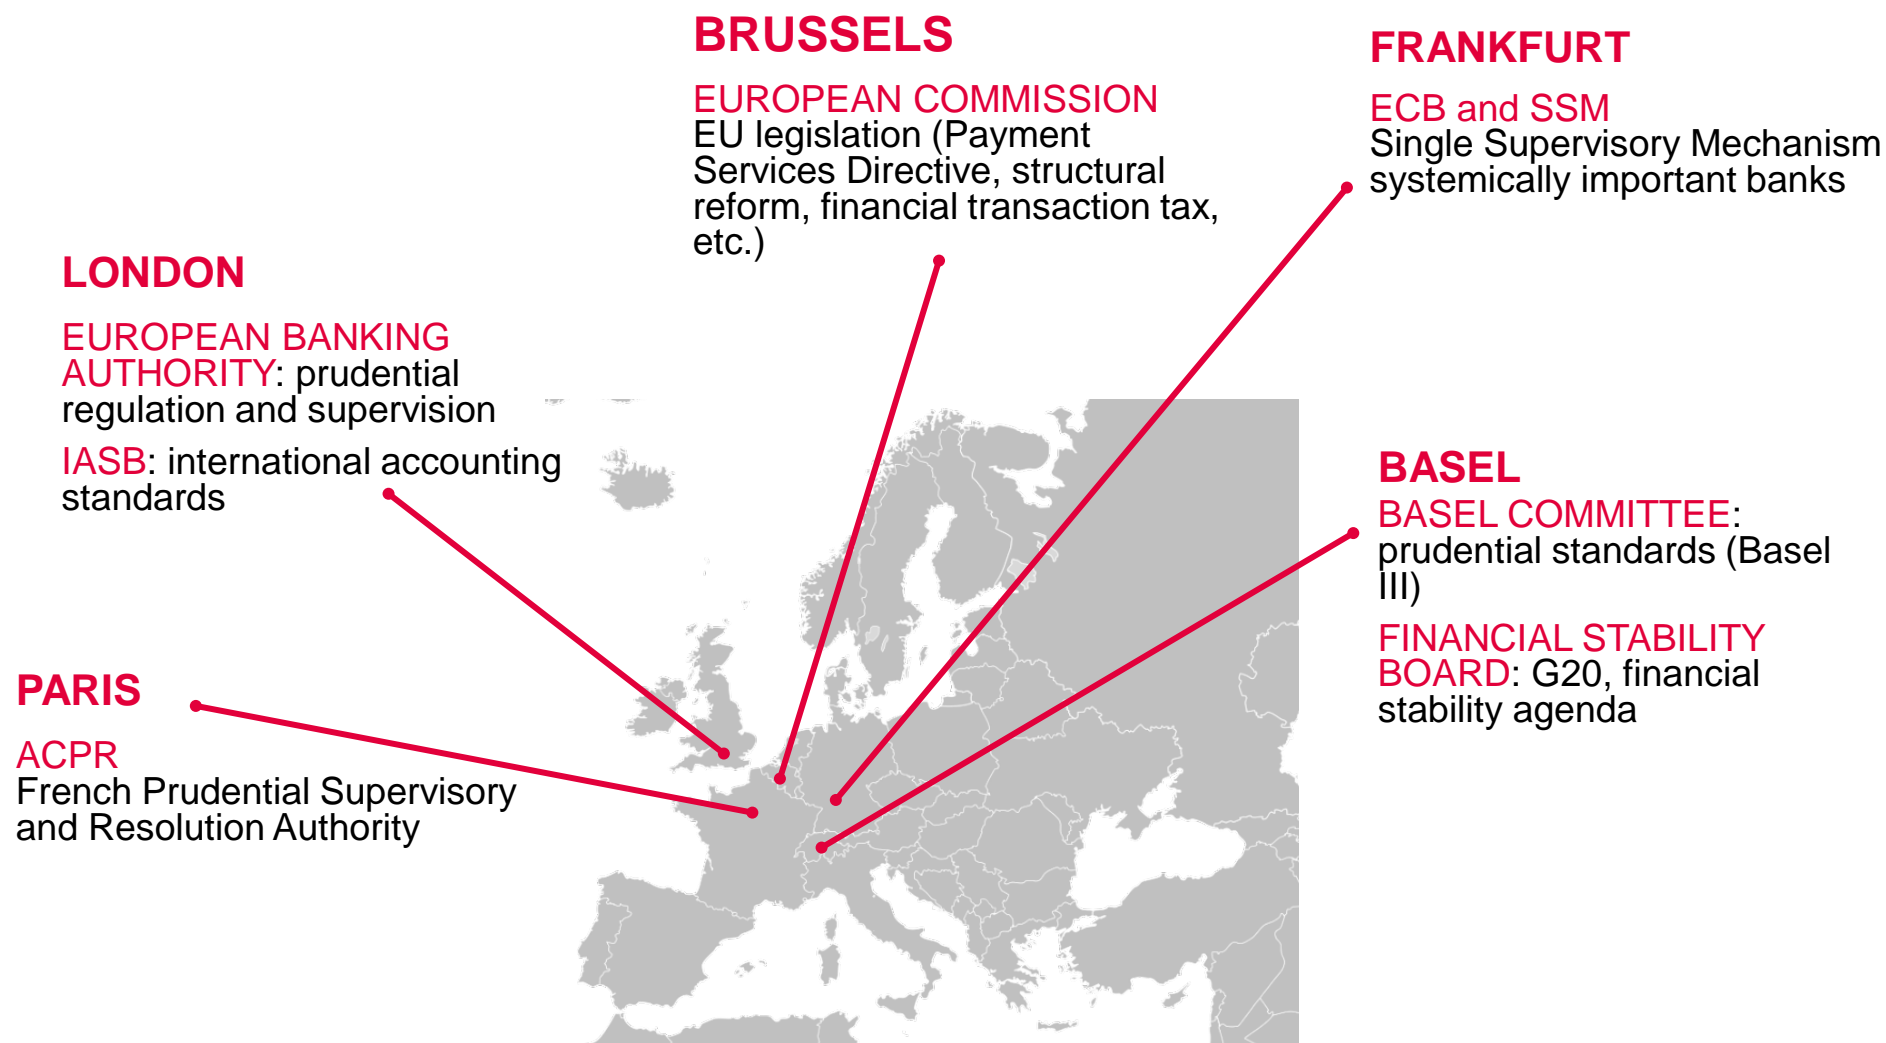 BRUSSELS
EUROPEAN COMMISSION
EU legislation (Payment
Services Directive, structural
reform, financial transaction tax,
etc.)
FRANKFURT
ECB and SSM
Single Supervisory Mechanism
systemically important banks
LONDON
EUROPEAN BANKING
AUTHORITY: prudential
regulation and supervision
IASB: international accounting
standards
BASEL
BASEL COMMITTEE:
prudential standards (Basel
III)
FINANCIAL STABILITY
BOARD: G20, financial
stability agenda
PARIS
ACPR
French Prudential Supervisory
and Resolution Authority